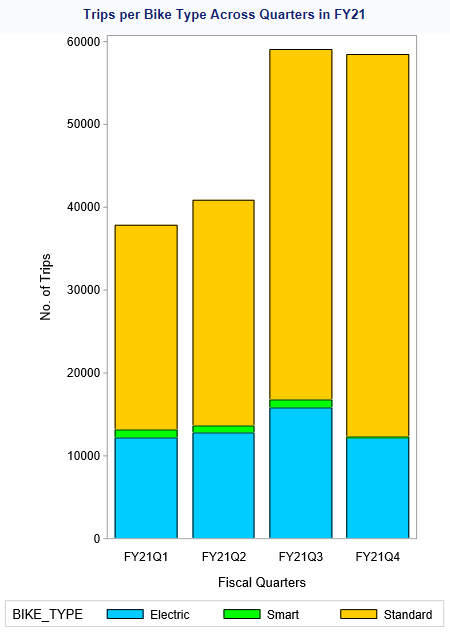 Trips per Bike Type Across Quarters in FY21
60000
50000
40000
30000
20000
10000
0
No. of Trips
FY21Q1 FY21Q2 FY21Q3 FY21Q4
Fiscal Quarters
BIKE_TYPE Electric Smart Standard